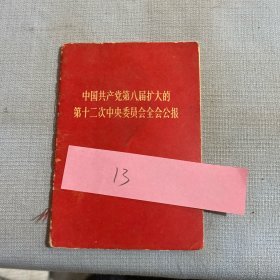 中国共产党第八届扩大的
第十二次中央委员会全会公报
13